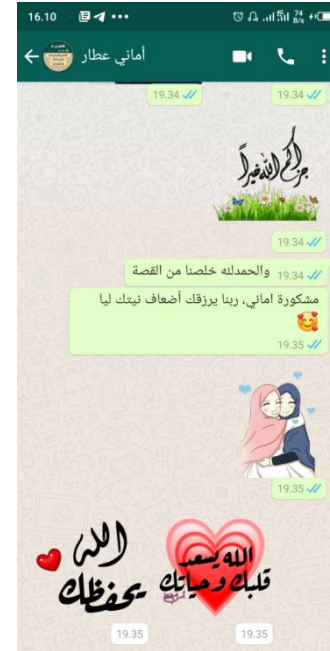 16.10
74 B/s
أماني عطار
19.34
19.34
جزاكم الله خيراً
19.34
والحمدلله خلصنا من القصة
19.34
مشكورة اماني، ربنا يرزقك أضعاف نيتك ليا
19.35
19.35
الله يسعد
قلبك وحياتك
الله
يحفظك
19.35
19.35